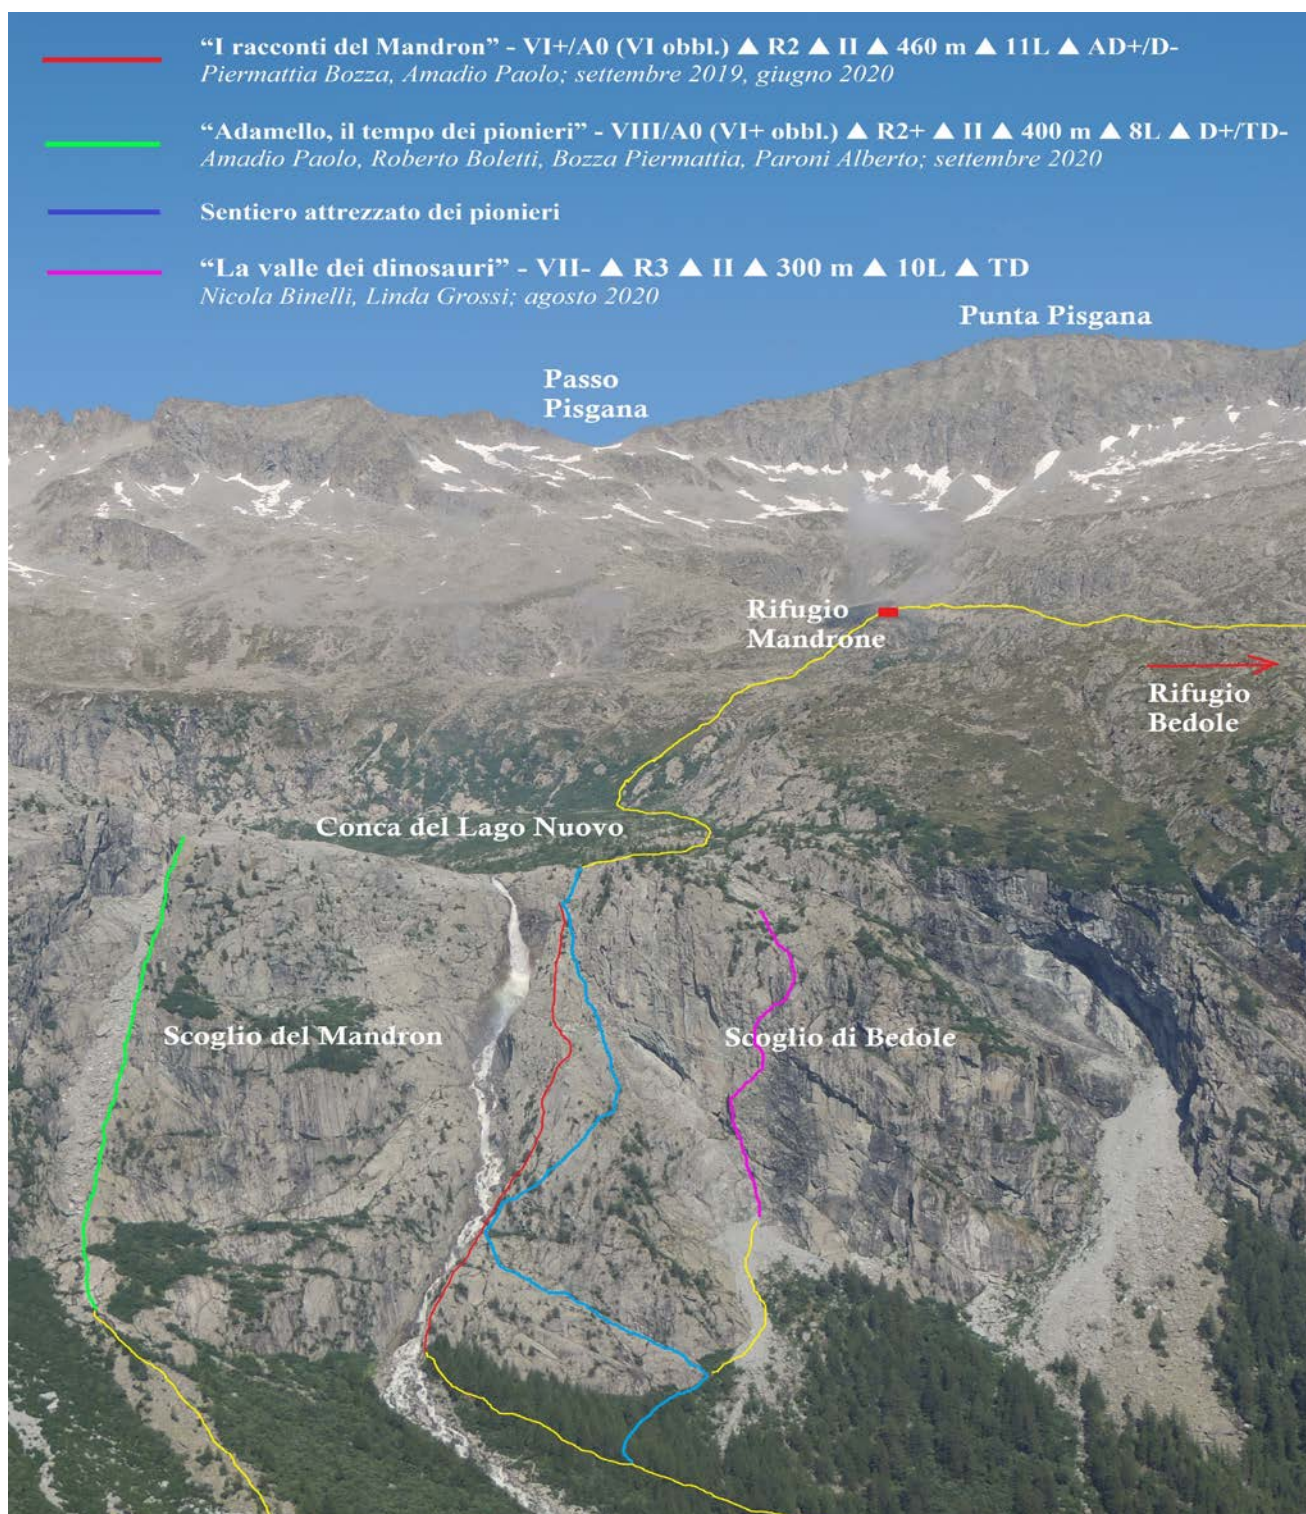 “I racconti del Mandron” - VI+/A0 (VI obbl.) ▲ R2 ▲ II ▲ 460 m ▲ 11L ▲ AD+/D-
Piermattia Bozza, Amadio Paolo; settembre 2019, giugno 2020
“Adamello, il tempo dei pionieri” - VIII/A0 (VI+ obbl.) ▲ R2+ ▲ II ▲ 400 m ▲ 8L ▲ D+/TD-
Amadio Paolo, Roberto Boletti, Bozza Piermattia, Paroni Alberto; settembre 2020
Sentiero attrezzato dei pionieri
“La valle dei dinosauri” - VII- ▲ R3 ▲ II ▲ 300 m ▲ 10L ▲ TD
Nicola Binelli, Linda Grossi; agosto 2020
Punta Pisgana
Passo
Pisgana
Rifugio
Mandrone
Rifugio
Bedole
Conca del Lago Nuovo
Scoglio del Mandron
Scoglio di Bedole